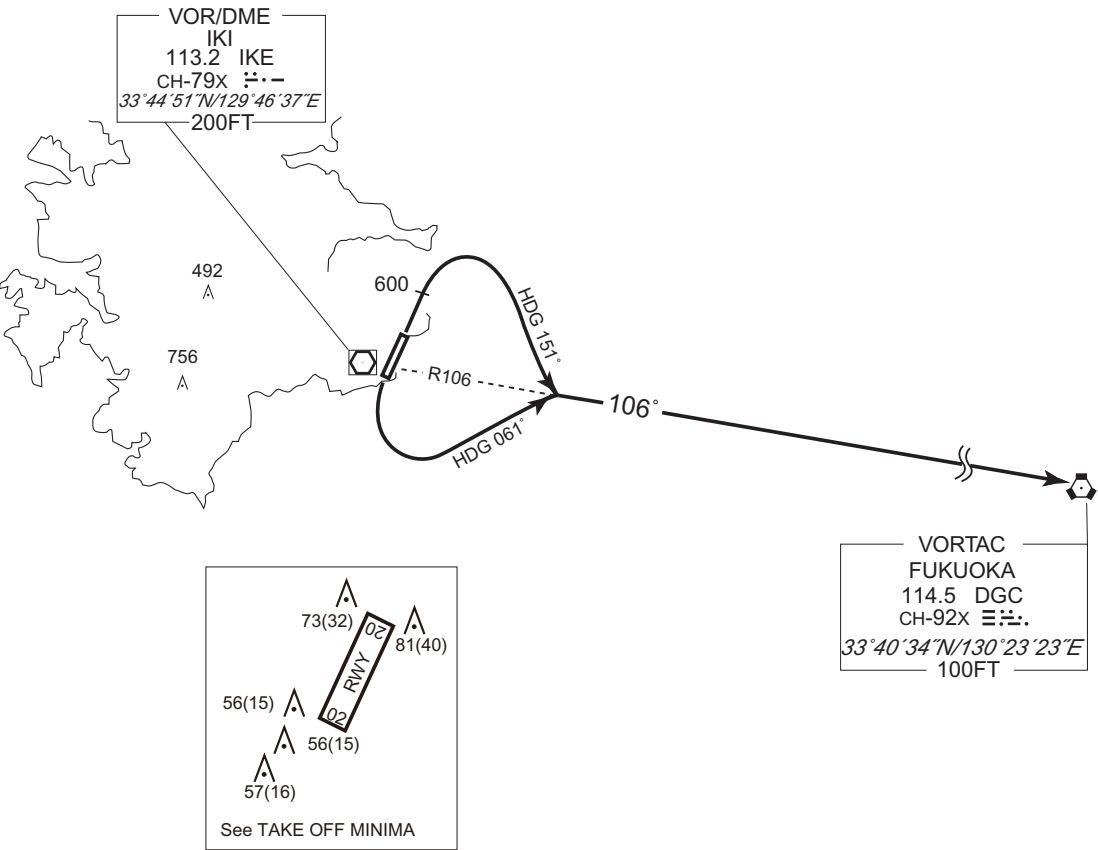 VOR/DME
IKI
113.2 IKE
CH-79X
33°44´51˝N/129°46´37˝E
200FT
492
600
HDG 151°
756
R106
106°
HDG 061°
VORTAC
FUKUOKA
114.5 DGC
CH-92X
33°40´34˝N/130°23´23˝E
100FT
73(32)
20
81(40)
RWY
56(15)
02
56(15)
57(16)
See TAKE OFF MINIMA